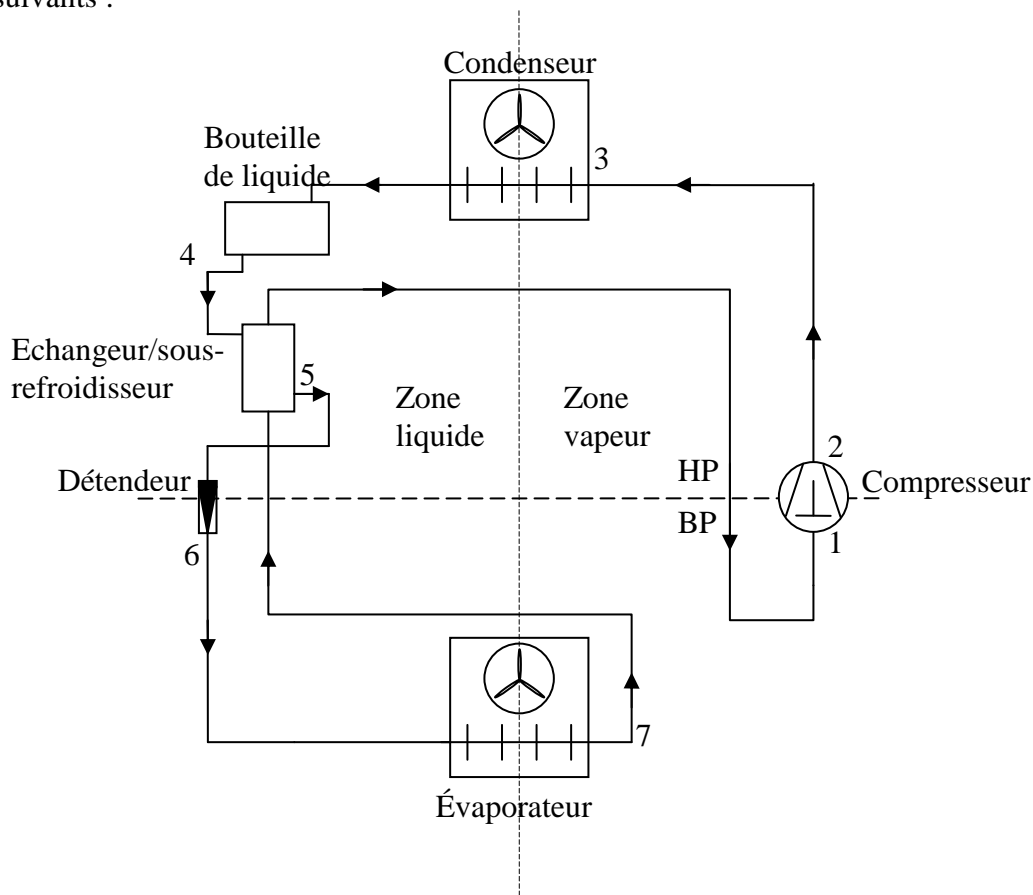 suivants :
Condenseur
3
Bouteille
de liquide
4
Echangeur/sous-
refroidisseur
5
Zone
liquide
Zone
vapeur
2
HP
Détendeur
Compresseur
BP
1
6
7
Évaporateur